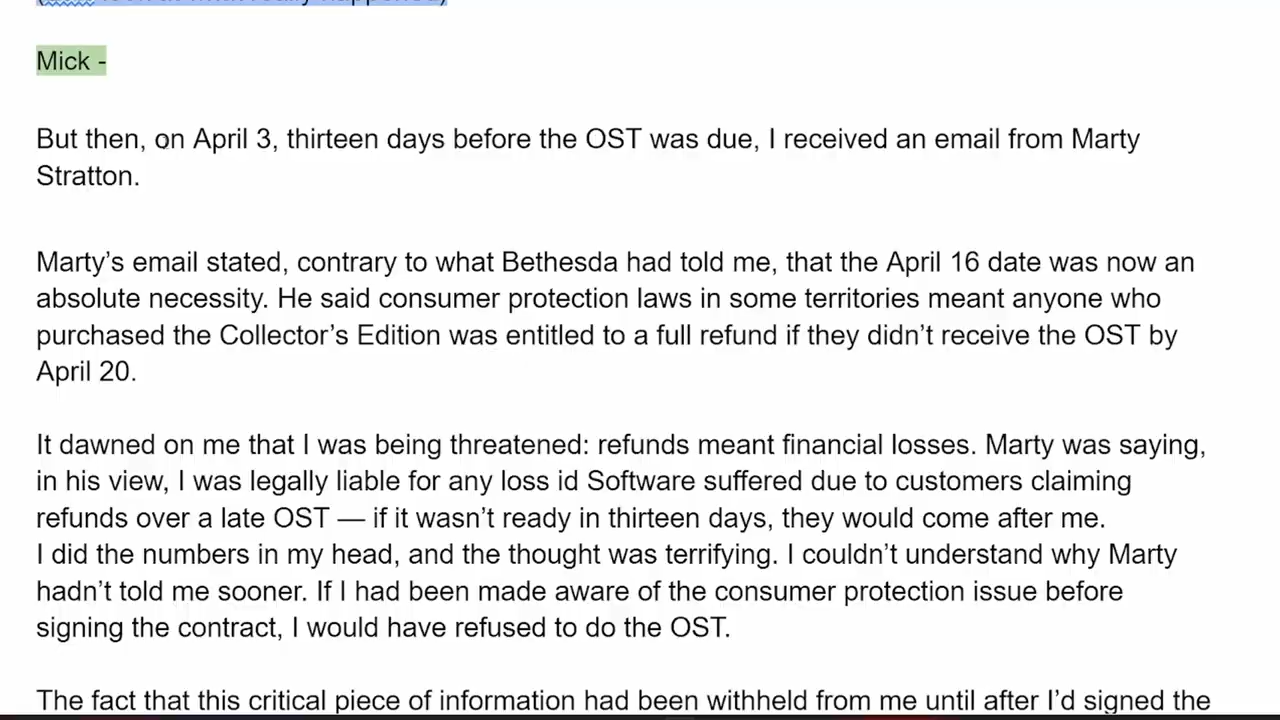 Mick -
But then, on April 3, thirteen days before the OST was due, I received an email from Marty
Stratton.
Marty’s email stated, contrary to what Bethesda had told me, that the April 16 date was now an
absolute necessity. He said consumer protection laws in some territories meant anyone who
purchased the Collector’s Edition was entitled to a full refund if they didn’t receive the OST by
April 20.
It dawned on me that I was being threatened: refunds meant financial losses. Marty was saying,
in his view, I was legally liable for any loss id Software suffered due to customers claiming
refunds over a late OST — if it wasn’t ready in thirteen days, they would come after me.
I did the numbers in my head, and the thought was terrifying. I couldn’t understand why Marty
hadn’t told me sooner. If I had been made aware of the consumer protection issue before
signing the contract, I would have refused to do the OST.
The fact that this critical piece of information had been withheld from me until after I’d signed the